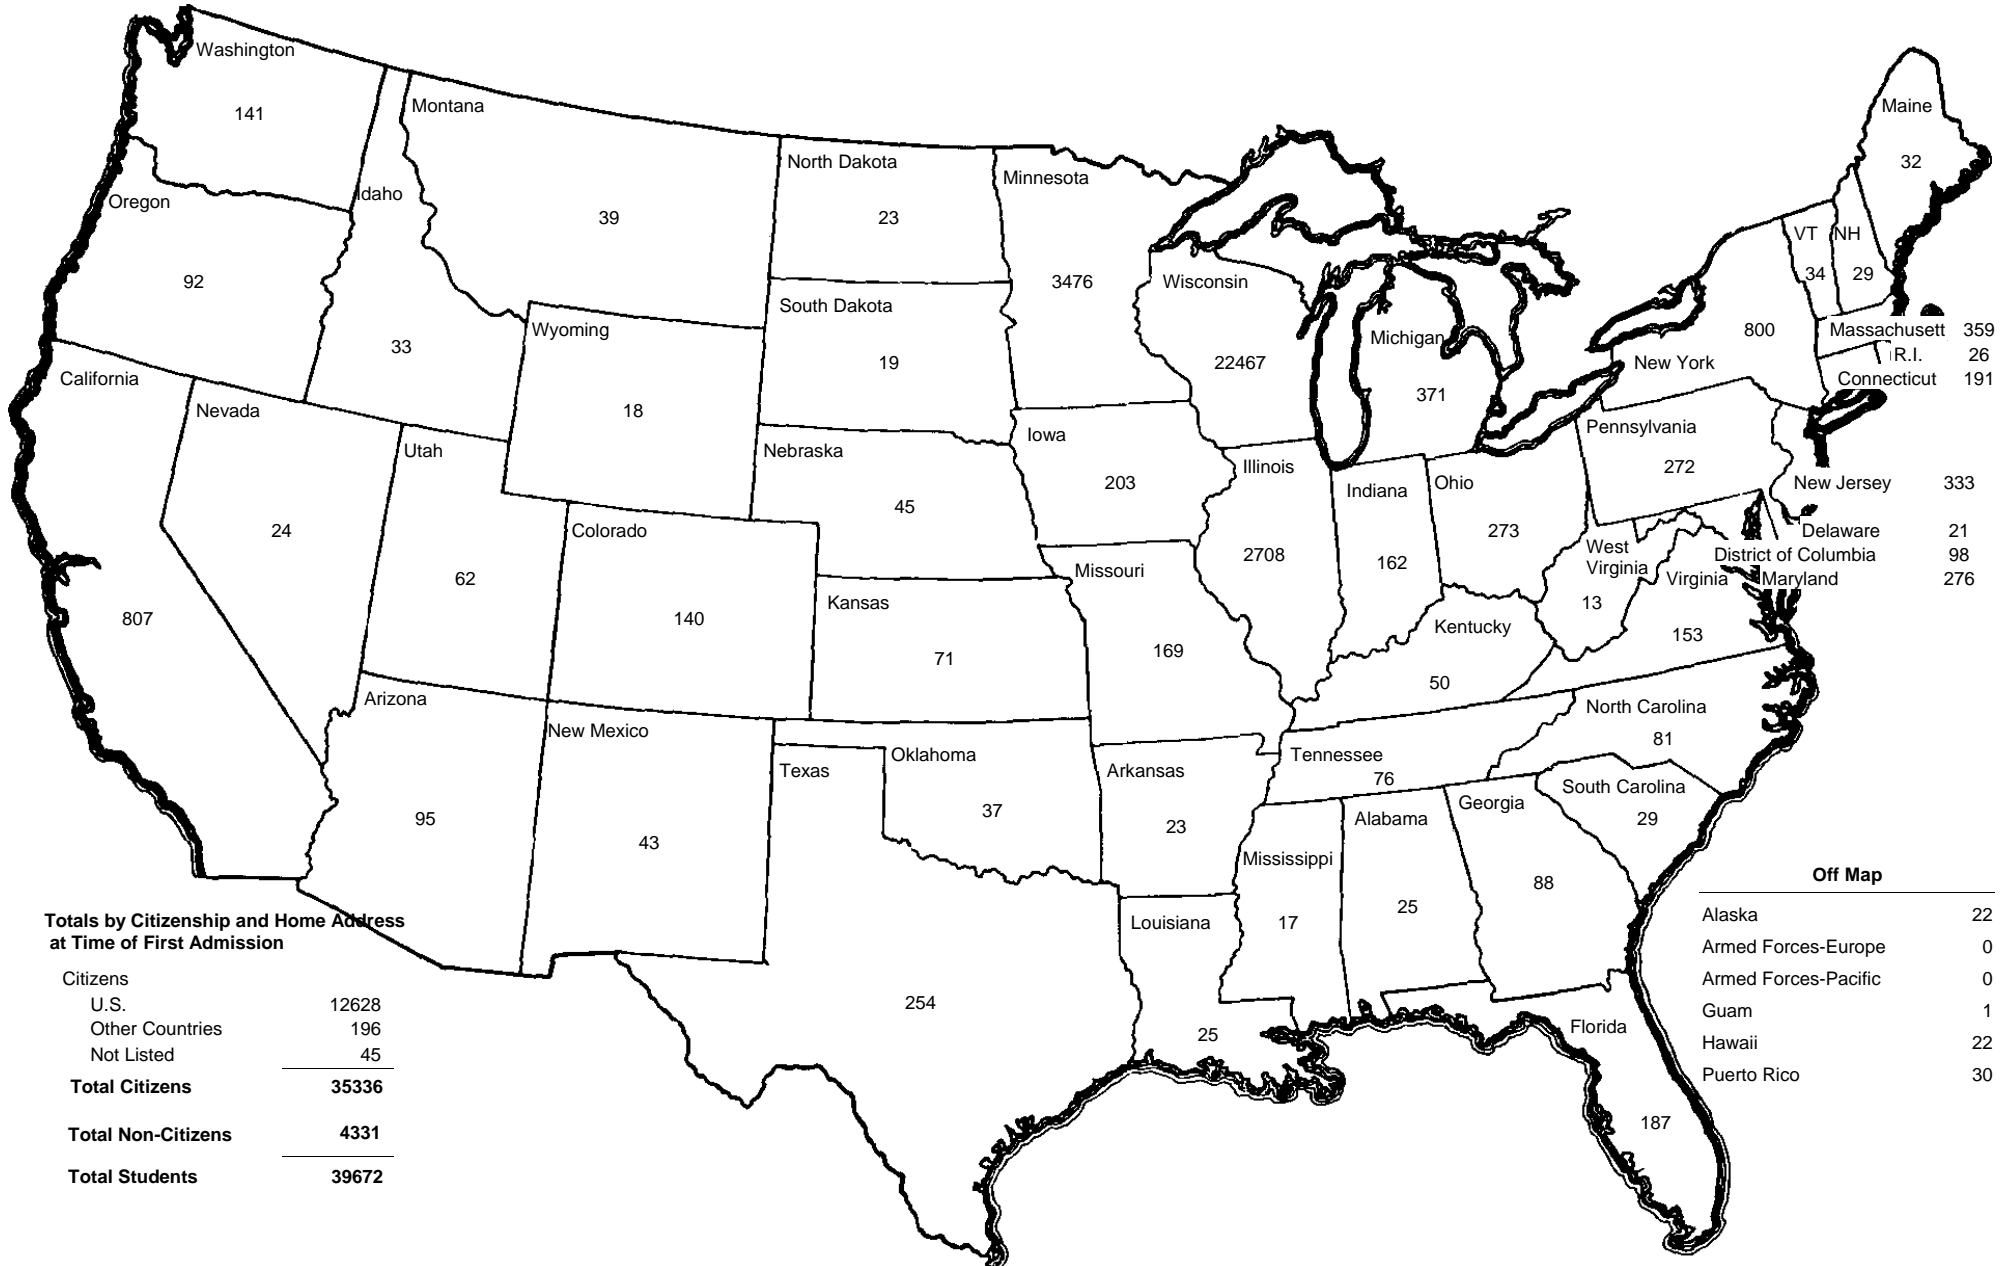 Washington
141
Montana
39
Idaho
33
Oregon
92
North Dakota
23
Minnesota
3476
South Dakota
19
Wyoming
18
Wisconsin
22467
Michigan
371
Maine
32
VT
34
NH
29
800
New York
Massachusett 359
R.I. 26
Connecticut 191
California
807
Nevada
24
Utah
62
Colorado
140
Nebraska
45
Iowa
203
Illinois
2708
Indiana
162
Ohio
273
Pennsylvania
272
New Jersey 333
Delaware 21
District of Columbia 98
Maryland 276
West
Virginia
13
Virginia
153
Kansas
71
Missouri
169
Kentucky
50
Arizona
95
New Mexico
43
Texas
254
Oklahoma
37
Arkansas
23
Tennessee
76
North Carolina
81
South Carolina
29
Georgia
88
Alabama
25
Mississippi
17
Louisiana
25
Florida
187
Totals by Citizenship and Home Address
at Time of First Admission
Citizens
U.S. 12628
Other Countries 196
Not Listed 45
Total Citizens 35336
Total Non-Citizens 4331
Total Students 39672
Off Map
Alaska 22
Armed Forces-Europe 0
Armed Forces-Pacific 0
Guam 1
Hawaii 22
Puerto Rico 30